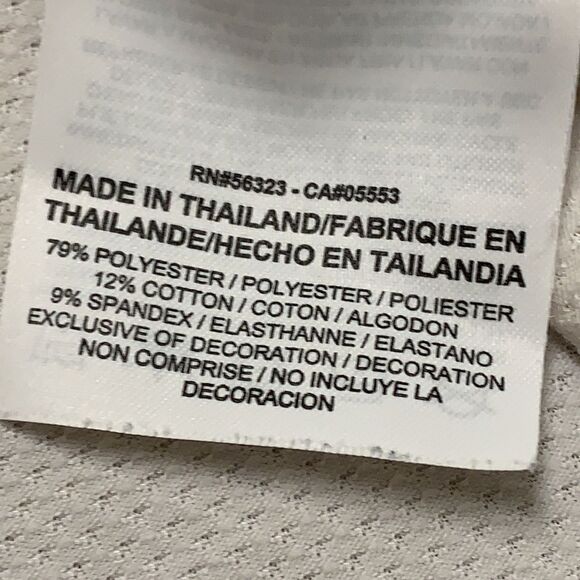 RN#56323 - CA#05553
MADE IN THAILAND/FABRIQUE EN
THAILANDE/HECHO EN TAILANDIA
79% POLYESTER / POLYESTER / POLIESTER
12% COTTON / COTON / ALGODON
9% SPANDEX / ELASTHANNE / ELASTANO
EXCLUSIVE OF DECORATION / DECORATION
NON COMPRISE / NO INCLUYE LA
DECORACION